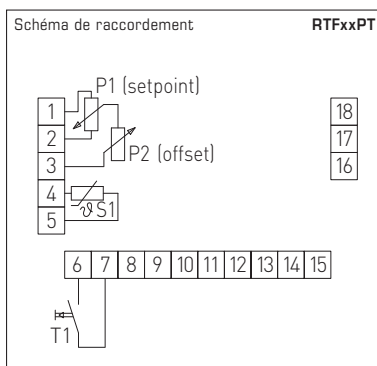 Schéma de raccordement RTFxxPT
P1 (setpoint)
1
18
2
17
3
P2 (offset)
16
4
ϑ S1
5
6 7 8 9 10 11 12 13 14 15
T1